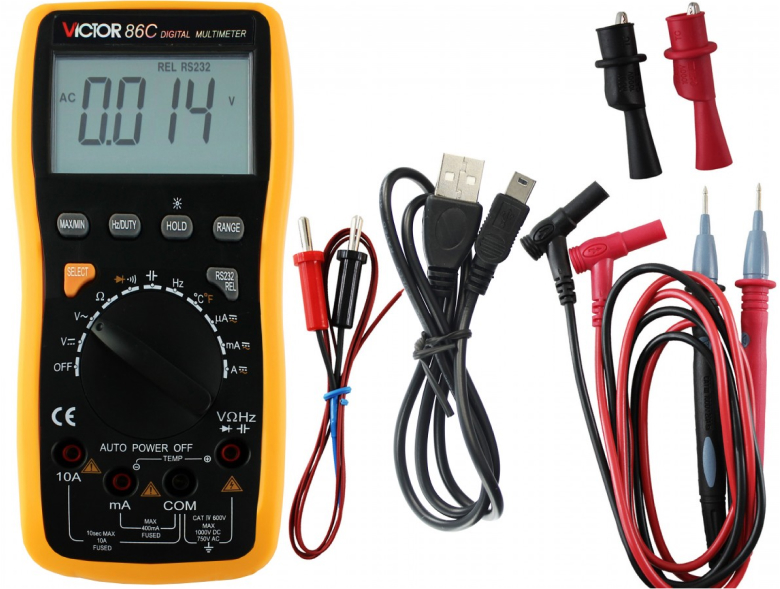 VICTOR 86C DIGITAL MULTIMETER
REL RS232
AC 0.014 V
MAX/MIN Hz/DUTY HOLD RANGE
SELECT
RS232
REL
Hz
Ω
°C°F
V~
μA
V
mA
OFF
A
CE
VΩHz
AUTO POWER OFF
TEMP
10A
mA
COM
10sec MAX
10A
FUSED
MAX
400mA
FUSED
CAT IV 600V
MAX
1000V DC
750V AC